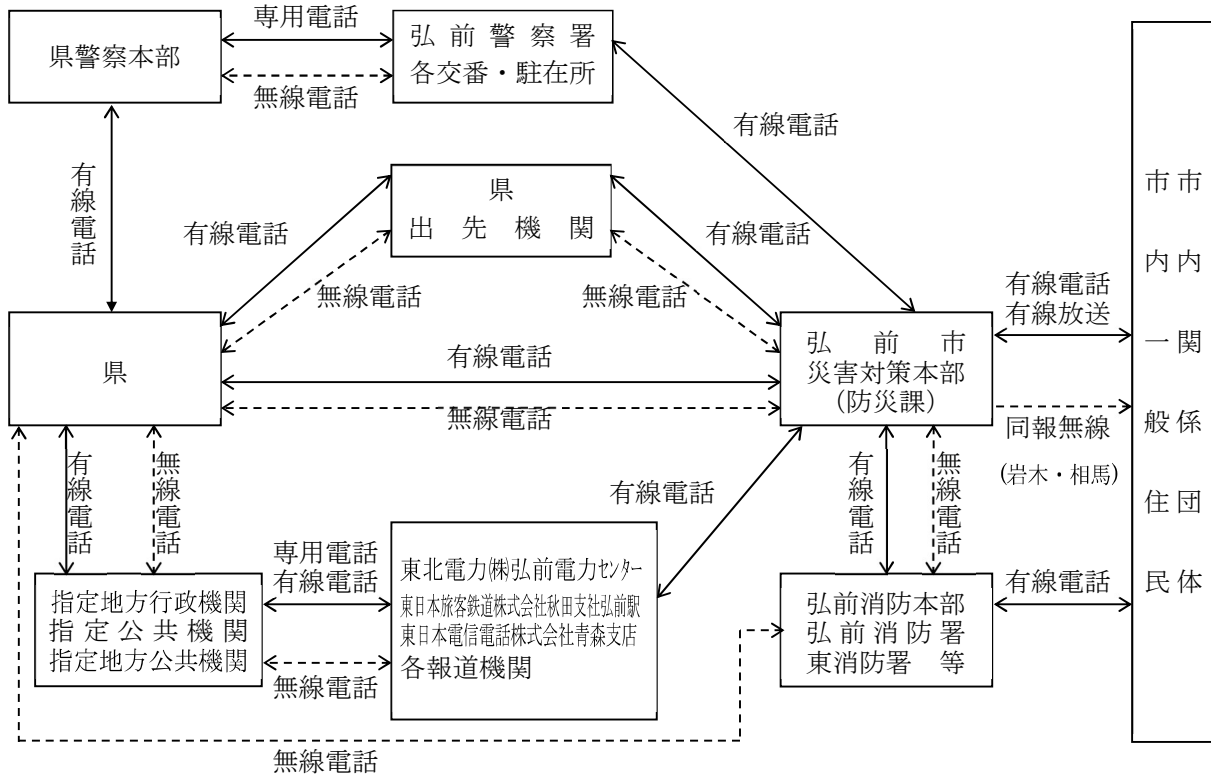 専用電話
県警察本部
弘前警察署
各交番・駐在所
無線電話
有線電話
有線電話
県
出先機関
有線電話
有線電話
無線電話
無線電話
有線電話
有線放送
県
有線電話
無線電話
弘前市
災害対策本部
(防災課)
同報無線
(岩木・相馬)
市内関係団体
市内一般住民
有線電話
無線電話
有線電話
有線電話
無線電話
専用電話
有線電話
無線電話
指定地方行政機関
指定公共機関
指定地方公共機関
東北電力㈱弘前電力センター
東日本旅客鉄道株式会社秋田支社弘前駅
東日本電信電話株式会社青森支店
各報道機関
弘前消防本部
弘前消防署
東消防署 等
有線電話
無線電話